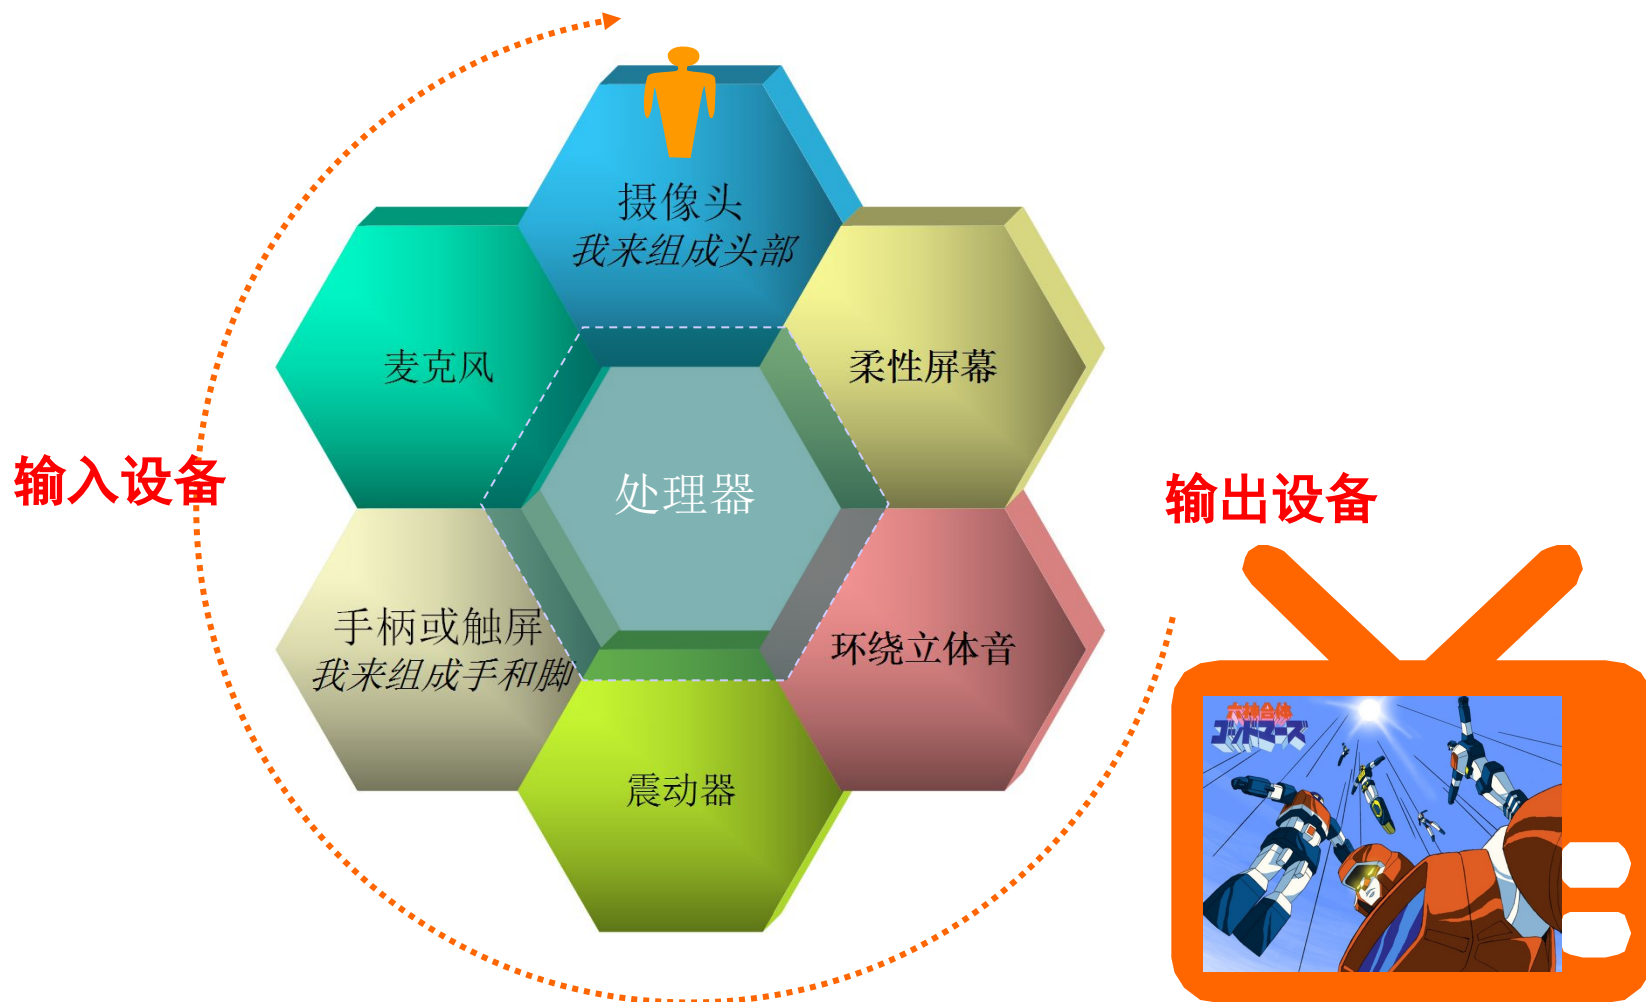 摄像头
我来组成头部
麦克风
柔性屏幕
输入设备
处理器
输出设备
手柄或触屏
我来组成手和脚
环绕立体音
震动器
六神合体
ゴッドマーズ